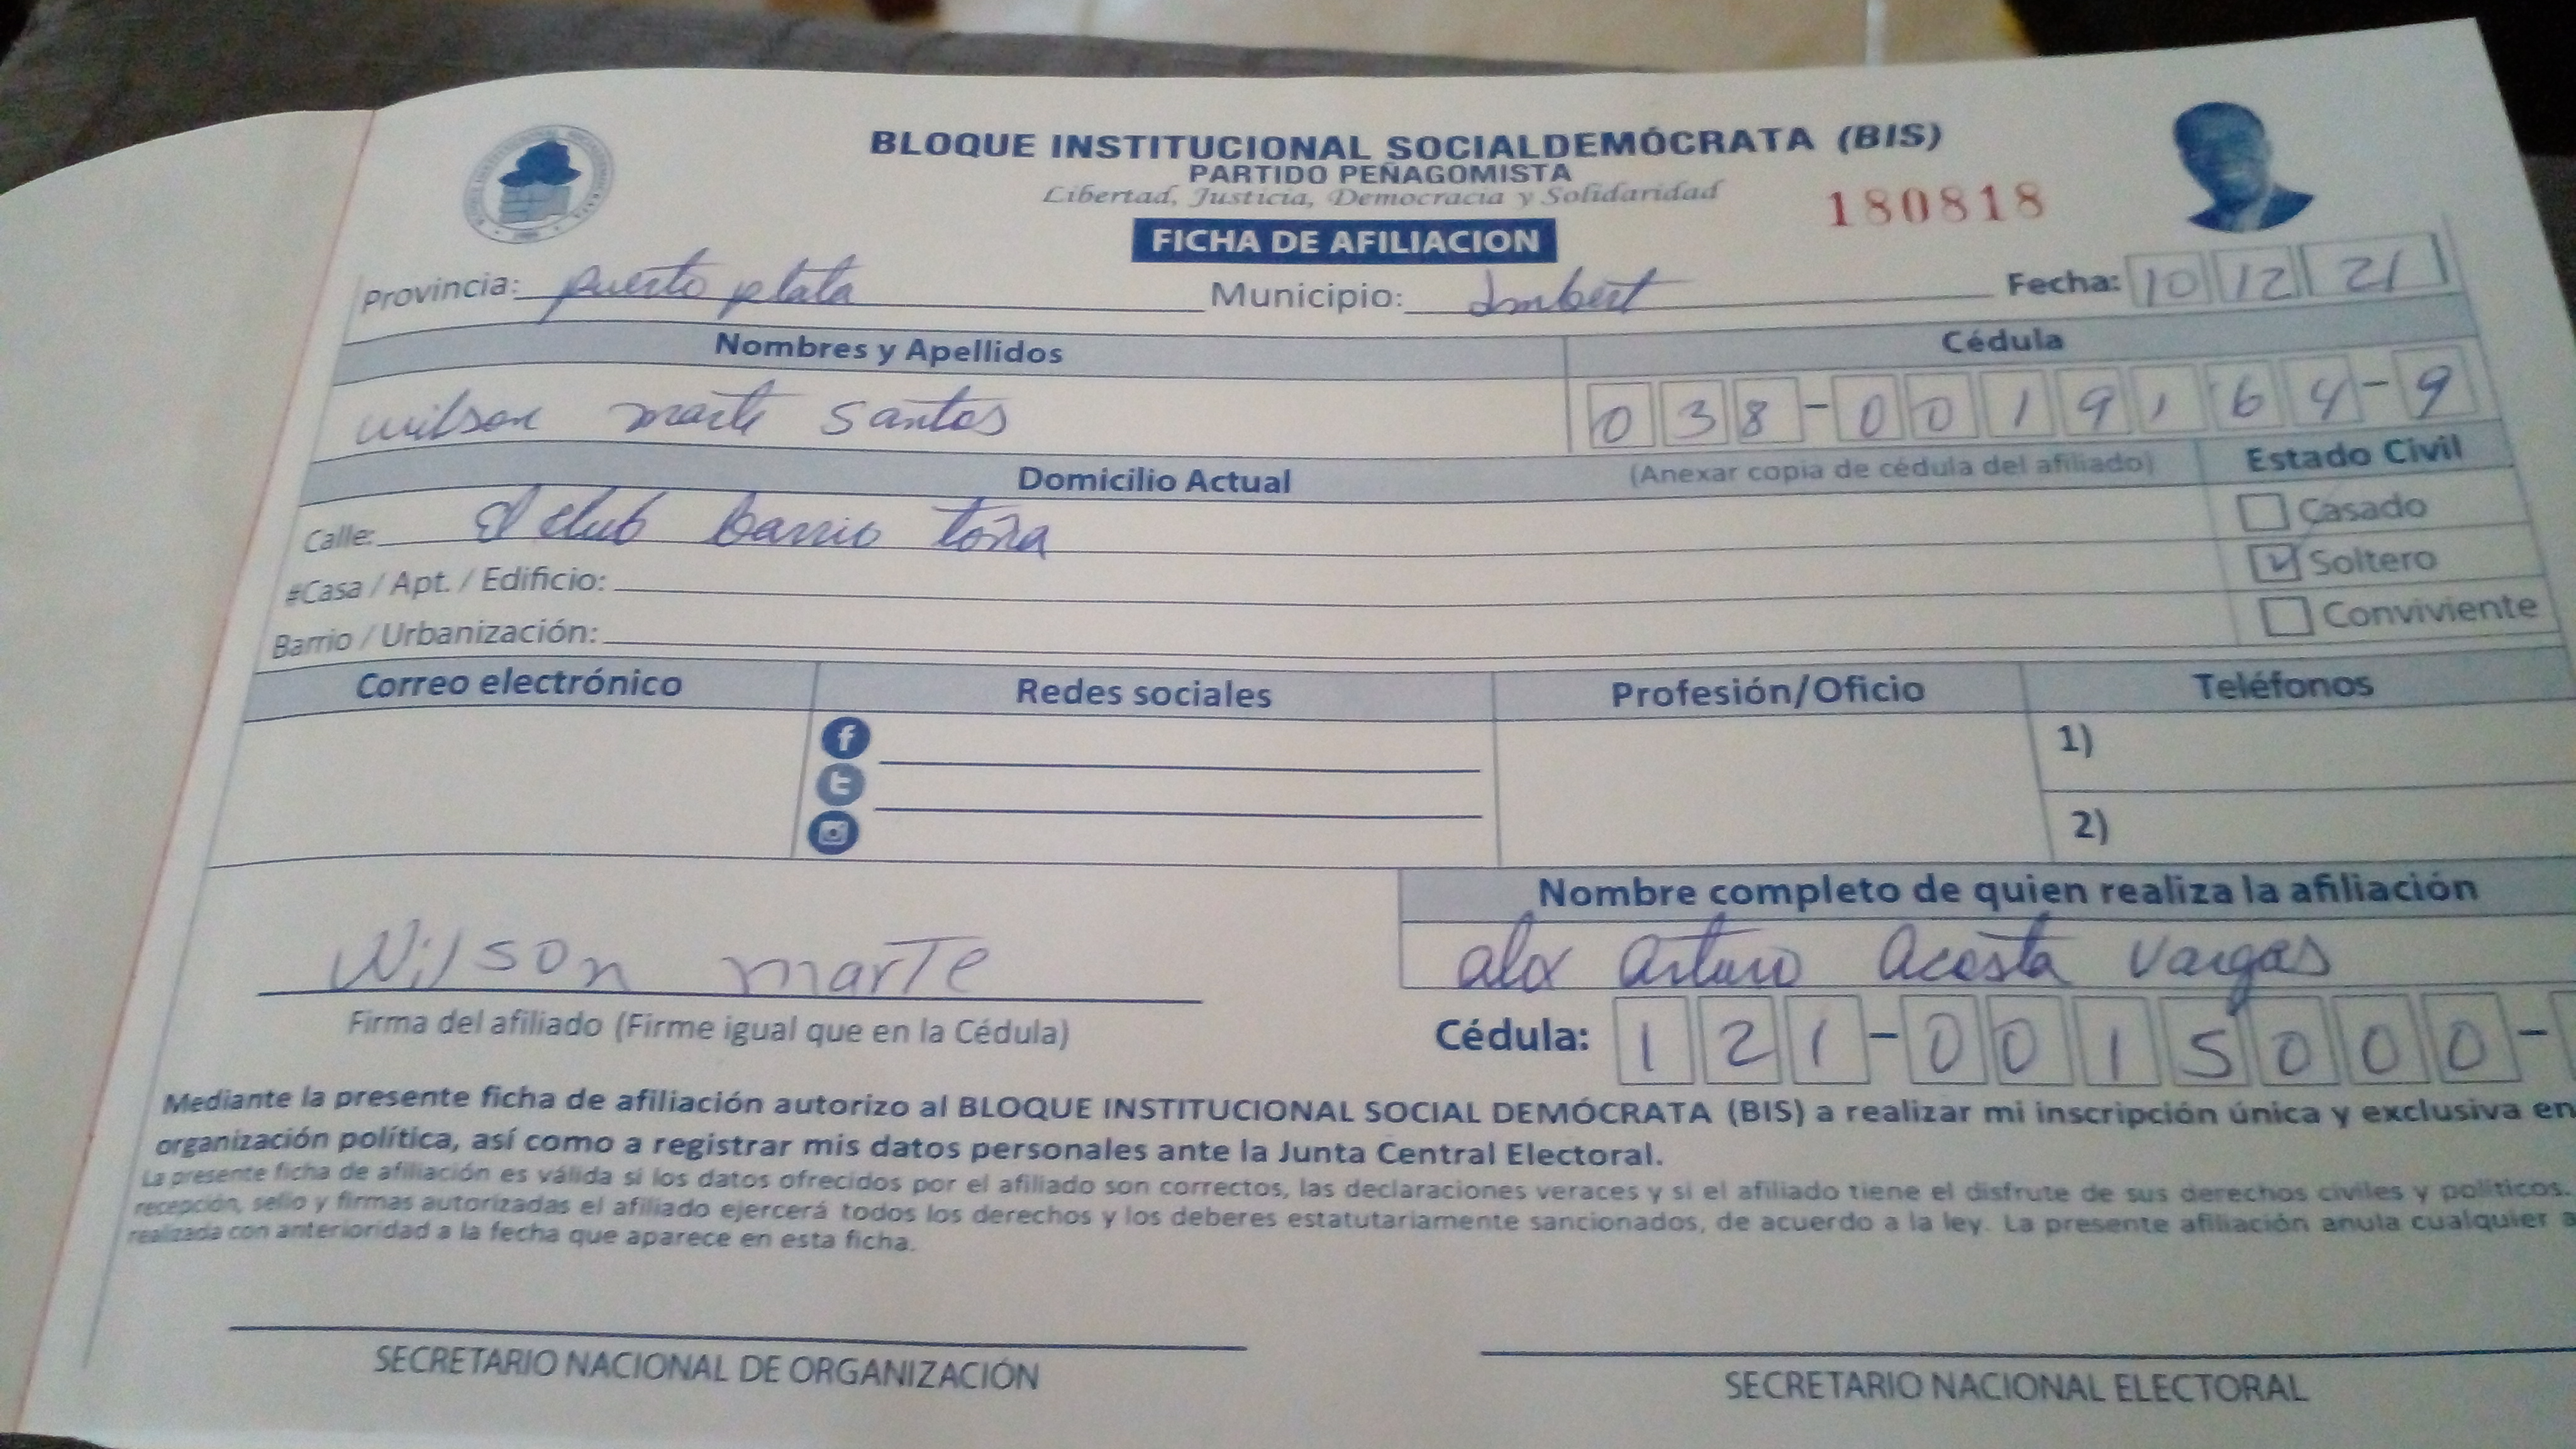 BLOQUE INSTITUCIONAL SOCIALDEMÓCRATA (BIS)
PARTIDO PEÑAGOMISTA
Libertad, Justicia, Democracia y Solidaridad
180818
FICHA DE AFILIACION
Provincia: puerto plata Municipio: Imbert Fecha: 10 12 21
Nombres y Apellidos Cédula
wilson marte santos 038-0019164-9
Domicilio Actual (Anexar copia de cédula del afiliado) Estado Civil
Calle: El club barrio toña Casado
#Casa / Apt. / Edificio: Soltero
Barrio / Urbanización: Conviviente
Correo electrónico Redes sociales Profesión/Oficio Teléfonos
1)
2)
Nombre completo de quien realiza la afiliación
Wilson marTe alex Arturo Acosta Vargas
Firma del afiliado (Firme igual que en la Cédula) Cédula: 121-0015000-
Mediante la presente ficha de afiliación autorizo al BLOQUE INSTITUCIONAL SOCIAL DEMÓCRATA (BIS) a realizar mi inscripción única y exclusiva en
organización política, así como a registrar mis datos personales ante la Junta Central Electoral.
La presente ficha de afiliación es válida si los datos ofrecidos por el afiliado son correctos, las declaraciones veraces y si el afiliado tiene el disfrute de sus derechos civiles y políticos.
recepción, sello y firmas autorizadas el afiliado ejercerá todos los derechos y los deberes estatutariamente sancionados, de acuerdo a la ley. La presente afiliación anula cualquier
realizada con anterioridad a la fecha que aparece en esta ficha.
SECRETARIO NACIONAL DE ORGANIZACIÓN SECRETARIO NACIONAL ELECTORAL